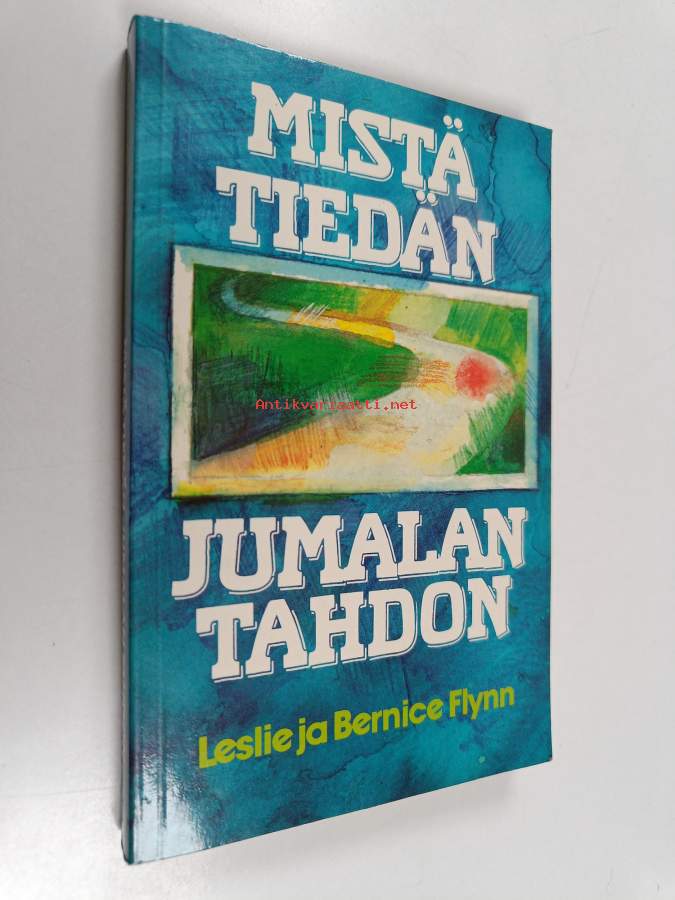 MISTÄ
TIEDÄN
Antikvariaatti.net
JUMALAN
TAHDON
Leslie ja Bernice Flynn